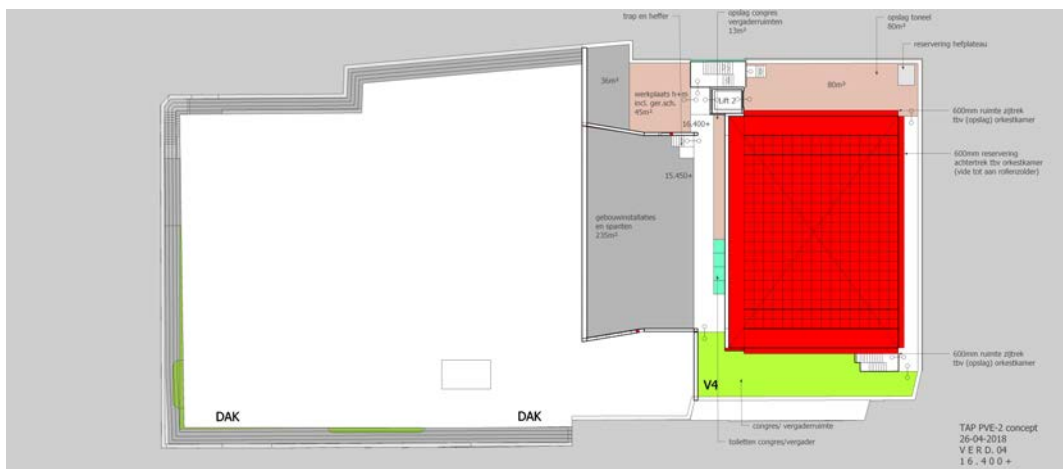 trap en heffer
opslag congres
vergaderruimten
13m²
opslag toneel
80m²
reservering hefplateau
36m²
werkplaats h+s
incl. ger.sch.
45m²
Lift 2
80m²
16.400+
600mm ruimte zijtrek
tbv (opslag) orkestkamer
600mm reservering
achtertrek tbv orkestkamer
(vide tot aan rollenzolder)
15.450+
gebouwinstallaties
en spanten
235m²
600mm ruimte zijtrek
tbv (opslag) orkestkamer
V4
DAK
DAK
congres/ vergaderruimte
toiletten congres/vergader
TAP PVE-2 concept
26-04-2018
V E R D. 04
1 6 . 4 0 0 +